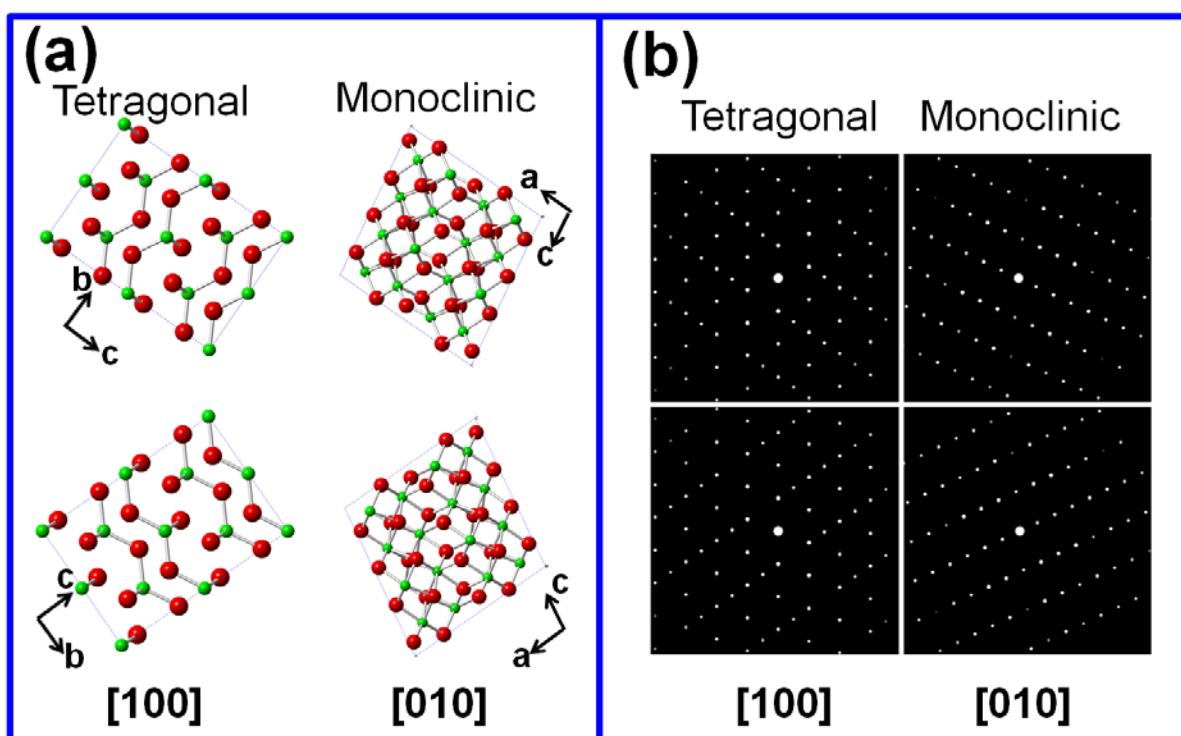 (a)
Tetragonal Monoclinic
a
c
b
c
c
b
c
a
[100] [010]
(b)
Tetragonal Monoclinic
[100] [010]